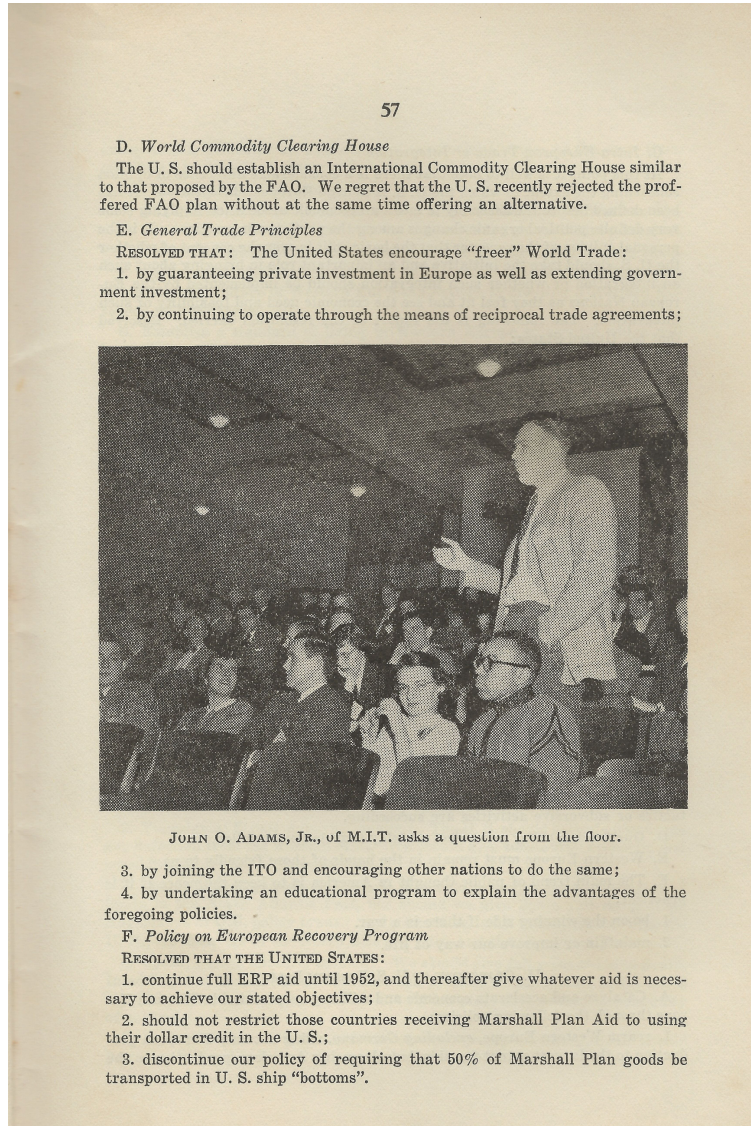 57
D. World Commodity Clearing House
The U. S. should establish an International Commodity Clearing House similar
to that proposed by the FAO. We regret that the U. S. recently rejected the prof-
fered FAO plan without at the same time offering an alternative.
E. General Trade Principles
RESOLVED THAT: The United States encourage "freer" World Trade:
1. by guaranteeing private investment in Europe as well as extending govern-
ment investment;
2. by continuing to operate through the means of reciprocal trade agreements;
JOHN O. ADAMS, JR., of M.I.T. asks a question from the floor.
3. by joining the ITO and encouraging other nations to do the same;
4. by undertaking an educational program to explain the advantages of the
foregoing policies.
F. Policy on European Recovery Program
RESOLVED THAT THE UNITED STATES:
1. continue full ERP aid until 1952, and thereafter give whatever aid is neces-
sary to achieve our stated objectives;
2. should not restrict those countries receiving Marshall Plan Aid to using
their dollar credit in the U. S.;
3. discontinue our policy of requiring that 50% of Marshall Plan goods be
transported in U. S. ship "bottoms".